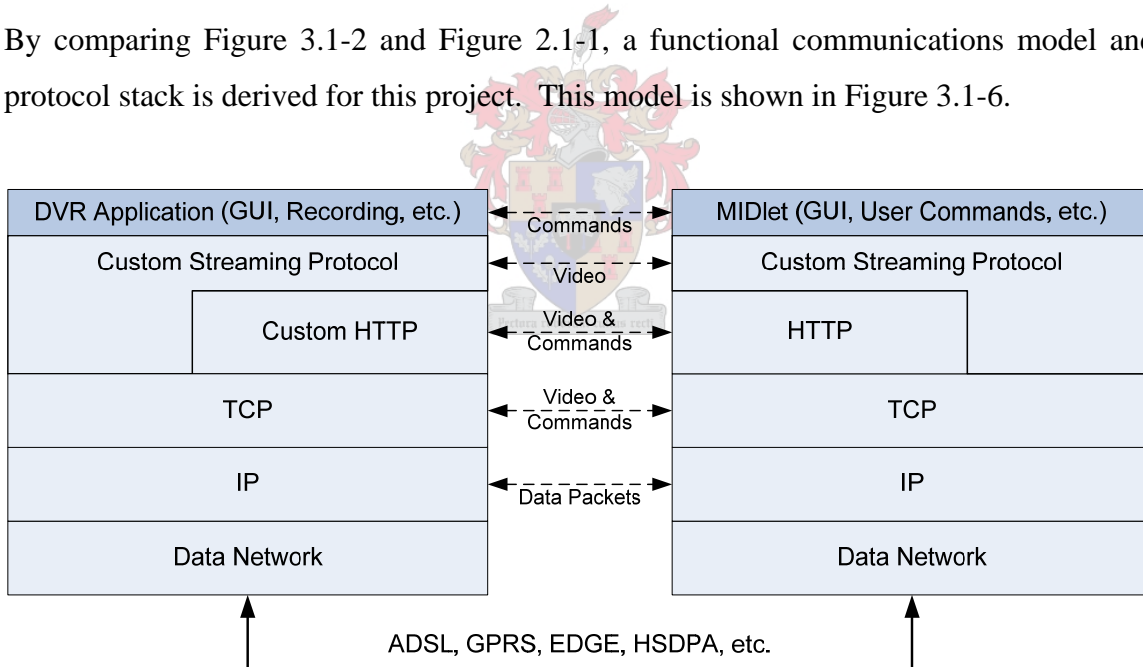 By comparing Figure 3.1-2 and Figure 2.1-1, a functional communications model and
protocol stack is derived for this project. This model is shown in Figure 3.1-6.
DVR Application (GUI, Recording, etc.)
Commands
MIDlet (GUI, User Commands, etc.)
Custom Streaming Protocol
Video
Custom Streaming Protocol
Custom HTTP
Video &
Commands
HTTP
TCP
Video &
Commands
TCP
IP
Data Packets
IP
Data Network
Data Network
ADSL, GPRS, EDGE, HSDPA, etc.